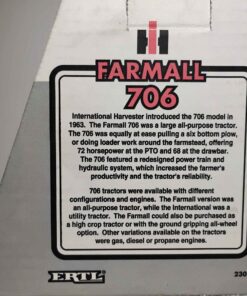 FARMALL
706
International Harvester introduced the 706 model in
1963. The Farmall 706 was a large all-purpose tractor.
The 706 was equally at ease pulling a six bottom plow,
or doing loader work around the farmstead, offering
72 horsepower at the PTO and 68 at the drawbar.
The 706 featured a redesigned power train and
hydraulic system, which increased the farmer's
productivity and the tractor's reliability.
706 tractors were available with different
configurations and engines. The Farmall version was
an all-purpose tractor, while the International was a
utility tractor. The Farmall could also be purchased as
a high crop tractor or with the ground gripping all-wheel
option. Other variations available on the tractors
were gas, diesel or propane engines.
ERTL
230